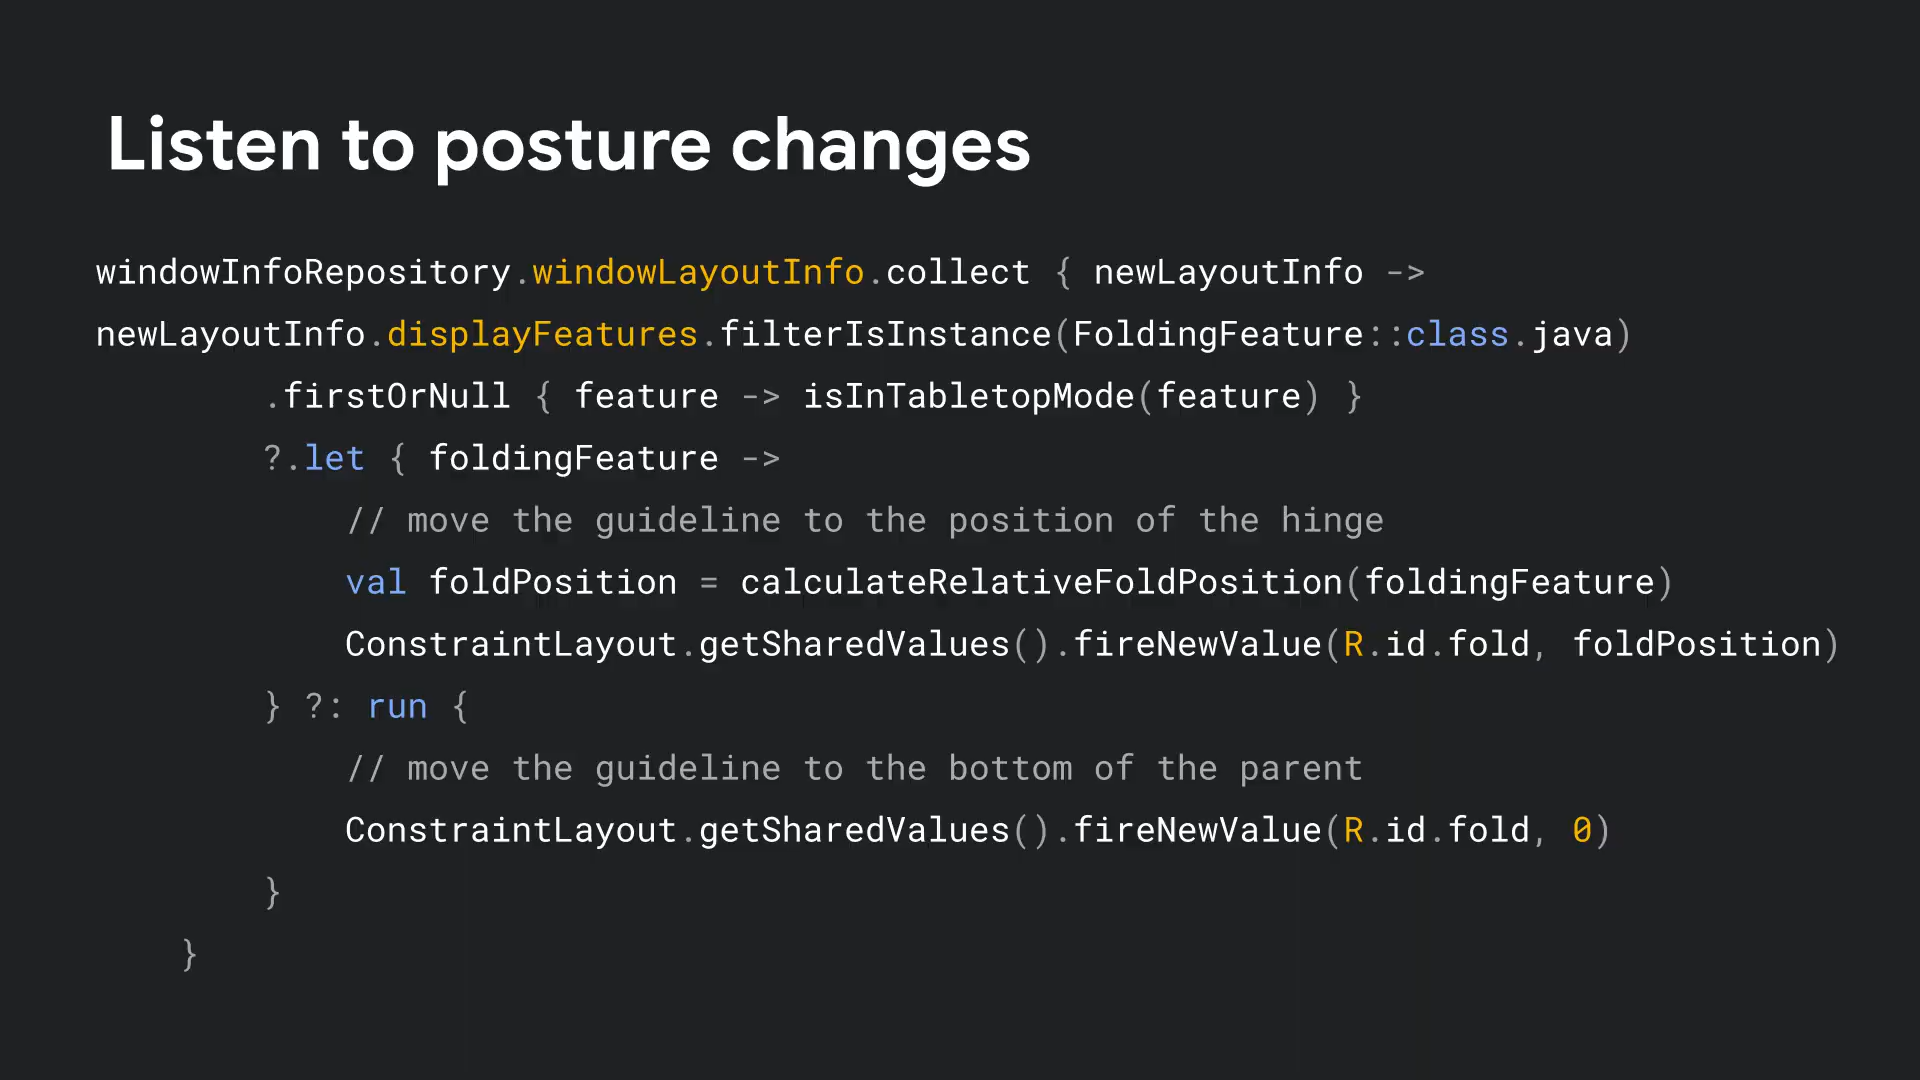 Listen to posture changes
windowInfoRepository.windowLayoutInfo.collect { newLayoutInfo ->
newLayoutInfo.displayFeatures.filterIsInstance(FoldingFeature::class.java)
        .firstOrNull { feature -> isInTabletopMode(feature) }
        ?.let { foldingFeature ->
            // move the guideline to the position of the hinge
            val foldPosition = calculateRelativeFoldPosition(foldingFeature)
            ConstraintLayout.getSharedValues().fireNewValue(R.id.fold, foldPosition)
        } ?: run {
            // move the guideline to the bottom of the parent
            ConstraintLayout.getSharedValues().fireNewValue(R.id.fold, 0)
        }
    }